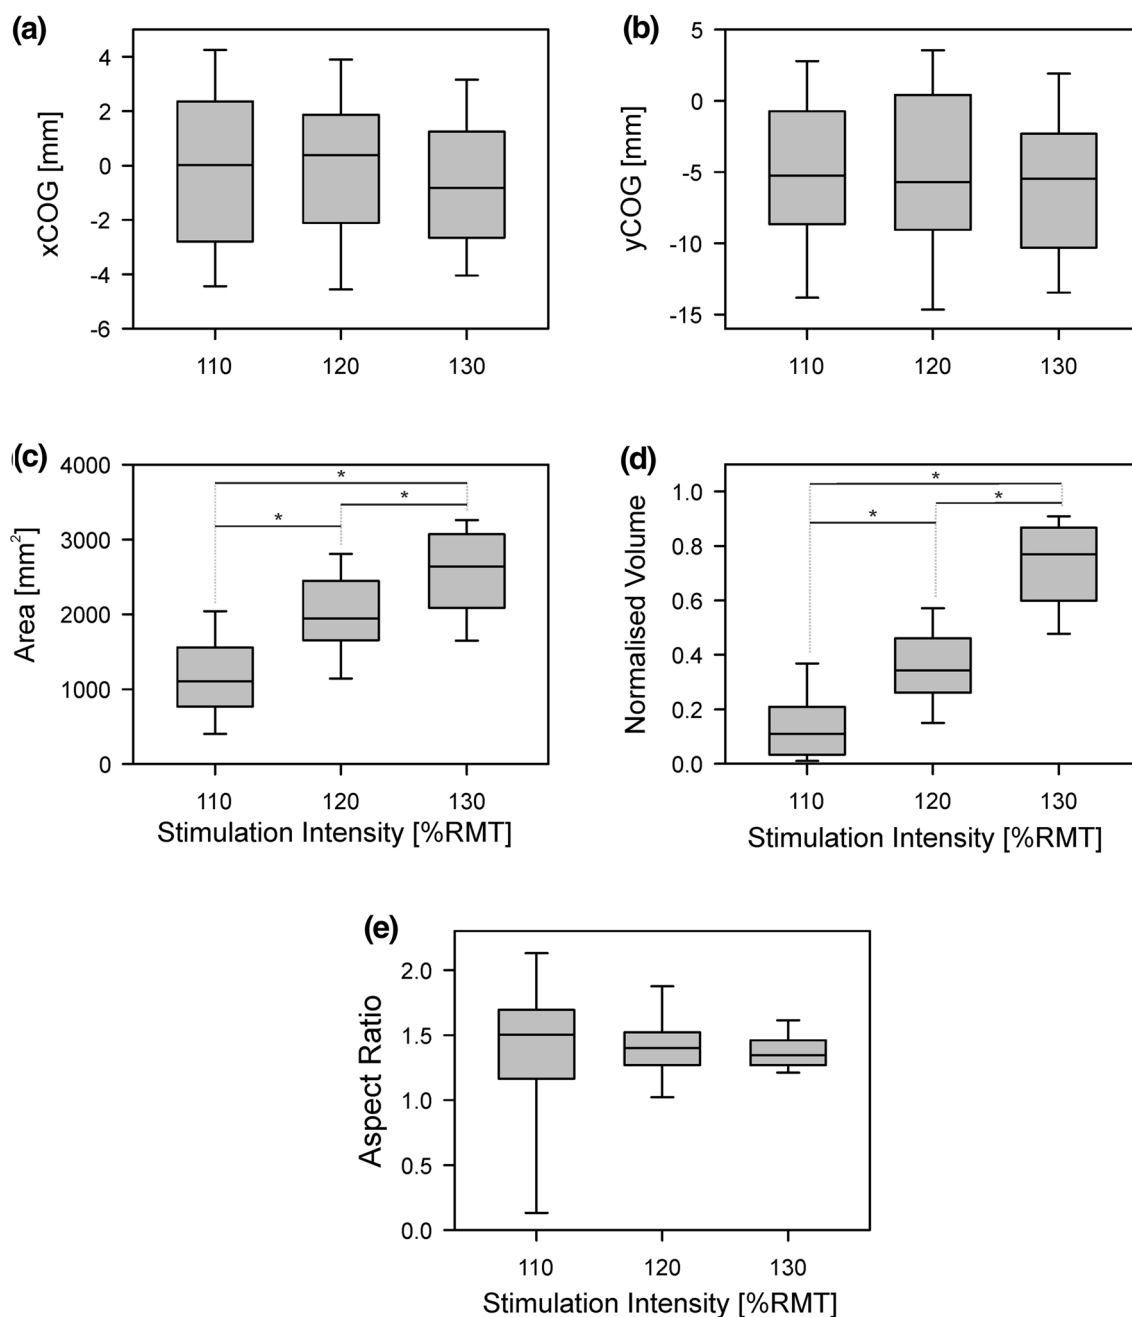 (a)
xCOG [mm]
4
2
0
-2
-4
-6
110 120 130
(b)
yCOG [mm]
5
0
-5
-10
-15
110 120 130
(c)
Area [mm²]
4000
3000
2000
1000
0
*
*
*
110 120 130
Stimulation Intensity [%RMT]
(d)
Normalised Volume
1.0
0.8
0.6
0.4
0.2
0.0
*
*
*
110 120 130
Stimulation Intensity [%RMT]
(e)
Aspect Ratio
2.0
1.5
1.0
0.5
0.0
110 120 130
Stimulation Intensity [%RMT]